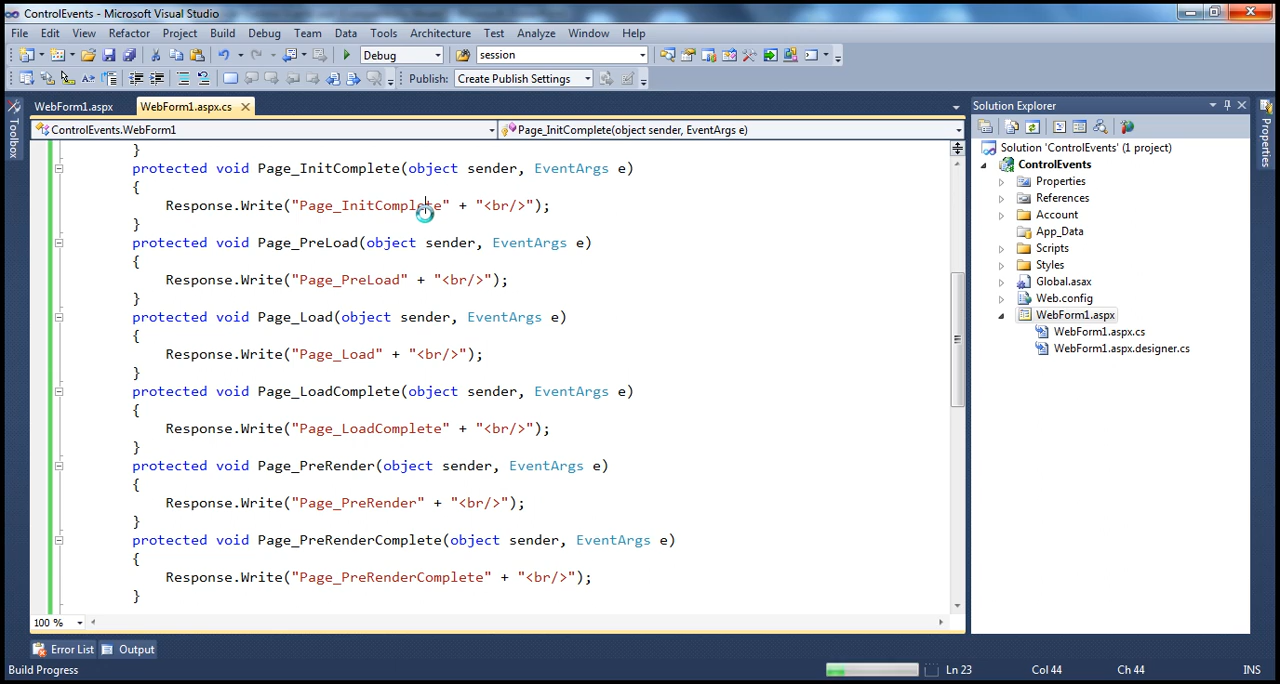 ControlEvents - Microsoft Visual Studio
File Edit View Refactor Project Build Debug Team Data Tools Architecture Test Analyze Window Help
Debug session
Publish: Create Publish Settings
WebForm1.aspx WebForm1.aspx.cs
ControlEvents.WebForm1 Page_InitComplete(object sender, EventArgs e)
}
protected void Page_InitComplete(object sender, EventArgs e)
{
Response.Write("Page_InitComplete" + "<br/>");
}
protected void Page_PreLoad(object sender, EventArgs e)
{
Response.Write("Page_PreLoad" + "<br/>");
}
protected void Page_Load(object sender, EventArgs e)
{
Response.Write("Page_Load" + "<br/>");
}
protected void Page_LoadComplete(object sender, EventArgs e)
{
Response.Write("Page_LoadComplete" + "<br/>");
}
protected void Page_PreRender(object sender, EventArgs e)
{
Response.Write("Page_PreRender" + "<br/>");
}
protected void Page_PreRenderComplete(object sender, EventArgs e)
{
Response.Write("Page_PreRenderComplete" + "<br/>");
}
100 %
Toolbox
Solution Explorer
Solution 'ControlEvents' (1 project)
ControlEvents
Properties
References
Account
App_Data
Scripts
Styles
Global.asax
Web.config
WebForm1.aspx
WebForm1.aspx.cs
WebForm1.aspx.designer.cs
Properties
Error List Output
Build Progress Ln 23 Col 44 Ch 44 INS